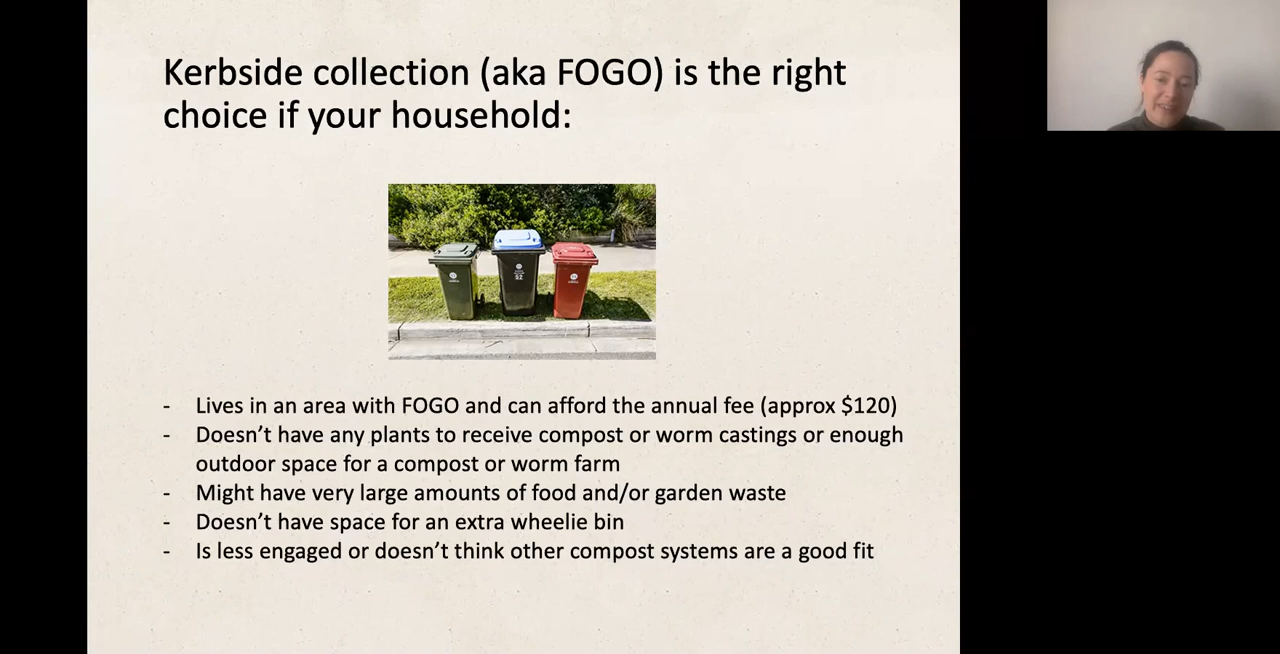 Kerbside collection (aka FOGO) is the right
choice if your household:
- Lives in an area with FOGO and can afford the annual fee (approx $120)
- Doesn’t have any plants to receive compost or worm castings or enough
outdoor space for a compost or worm farm
- Might have very large amounts of food and/or garden waste
- Doesn’t have space for an extra wheelie bin
- Is less engaged or doesn’t think other compost systems are a good fit